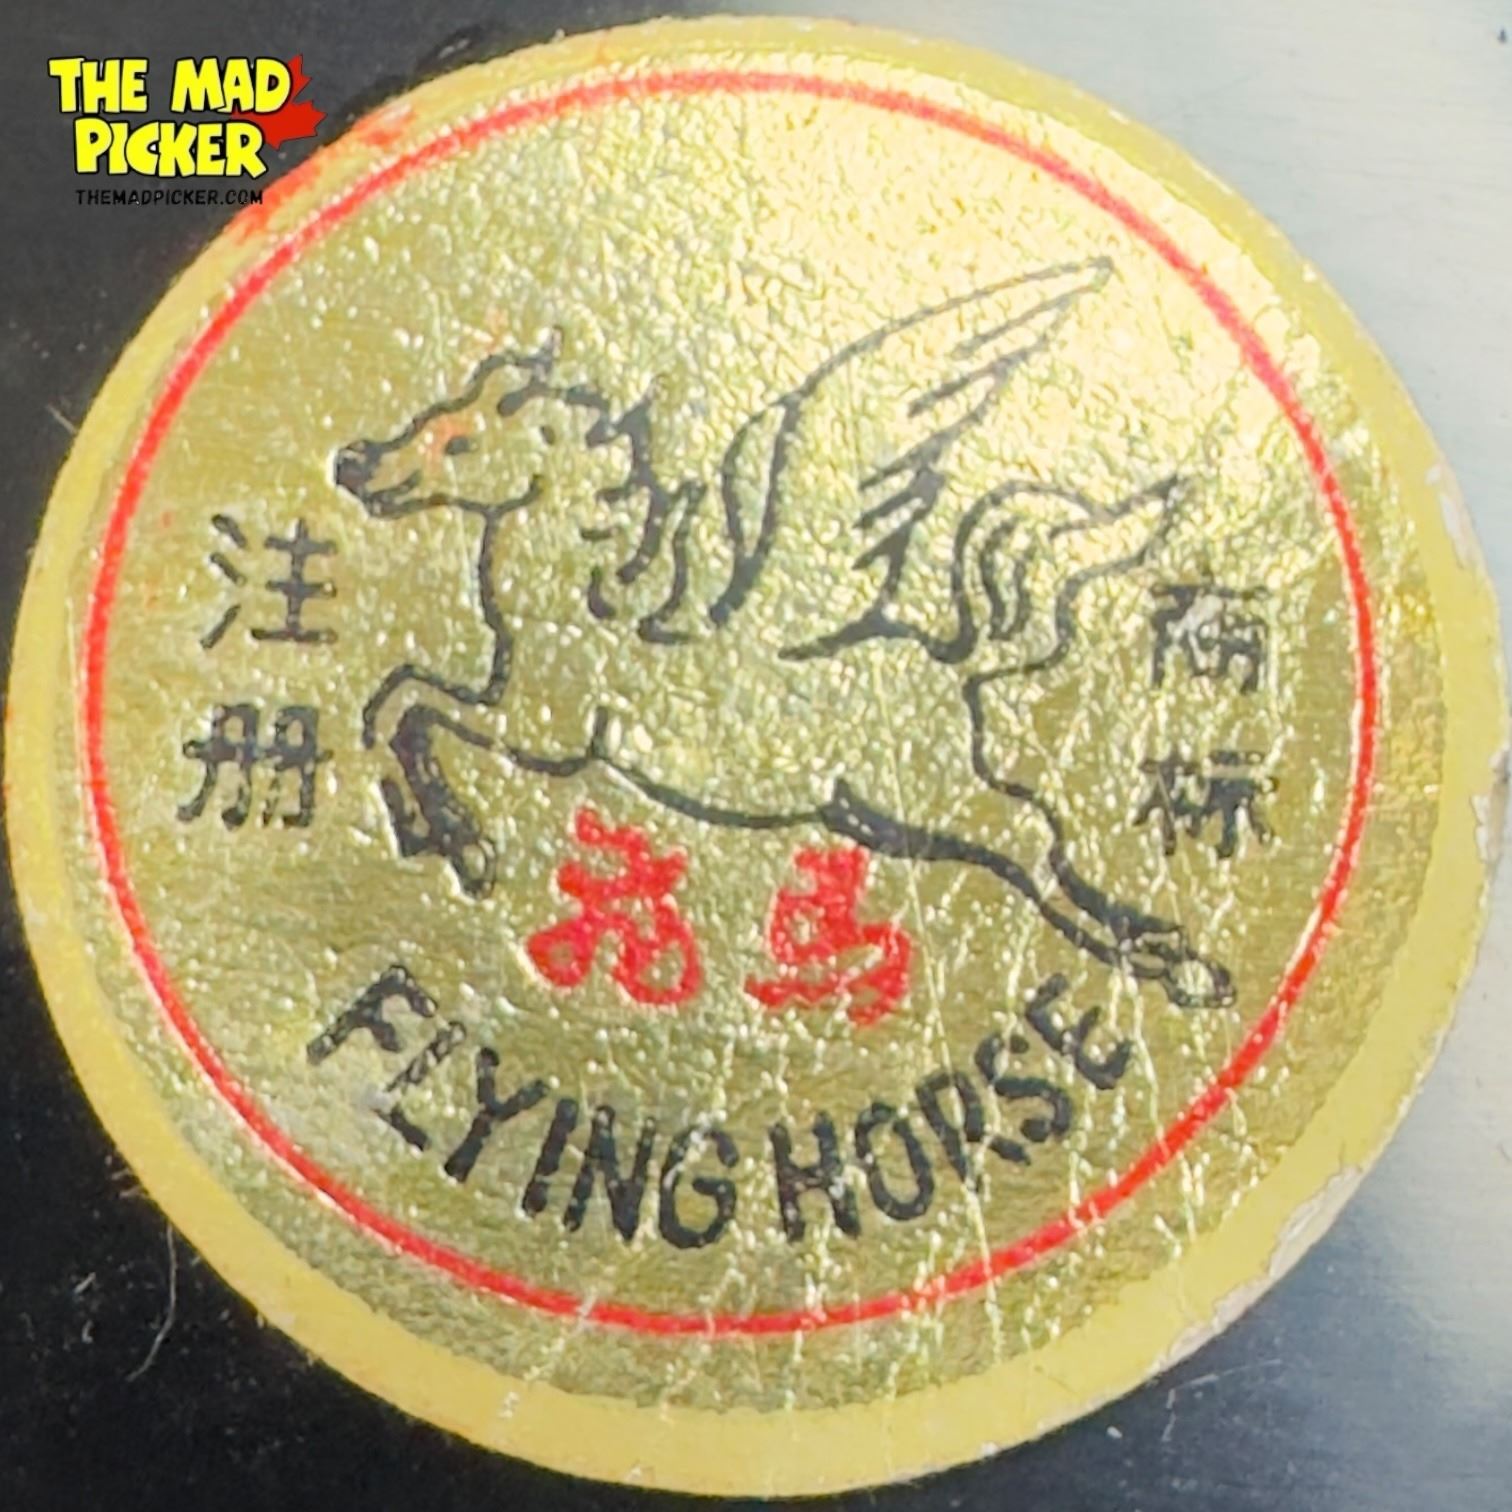 THE MAD
PICKER
THEMADPICKER.COM
注册
商标
飞马
FLYING HORSE